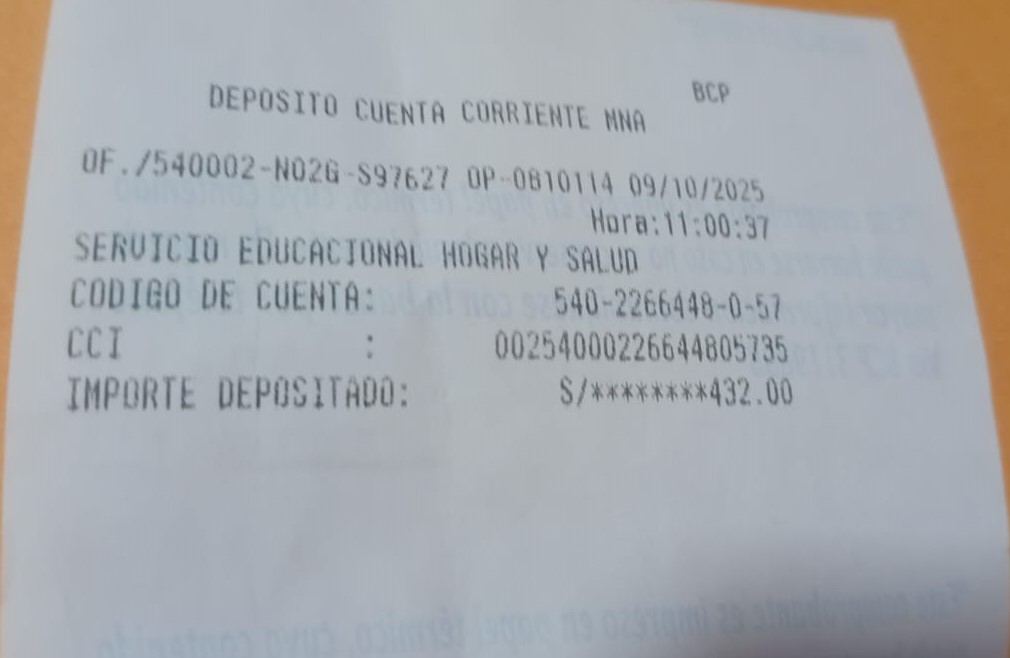 BCP
DEPOSITO CUENTA CORRIENTE MNA
OF./540002-N02G-S97627 OP-0810114 09/10/2025
Hora:11:00:37
SERVICIO EDUCACIONAL HOGAR Y SALUD
CODIGO DE CUENTA: 540-2266448-0-57
CCI : 00254000226644805735
IMPORTE DEPOSITADO: S/********432.00